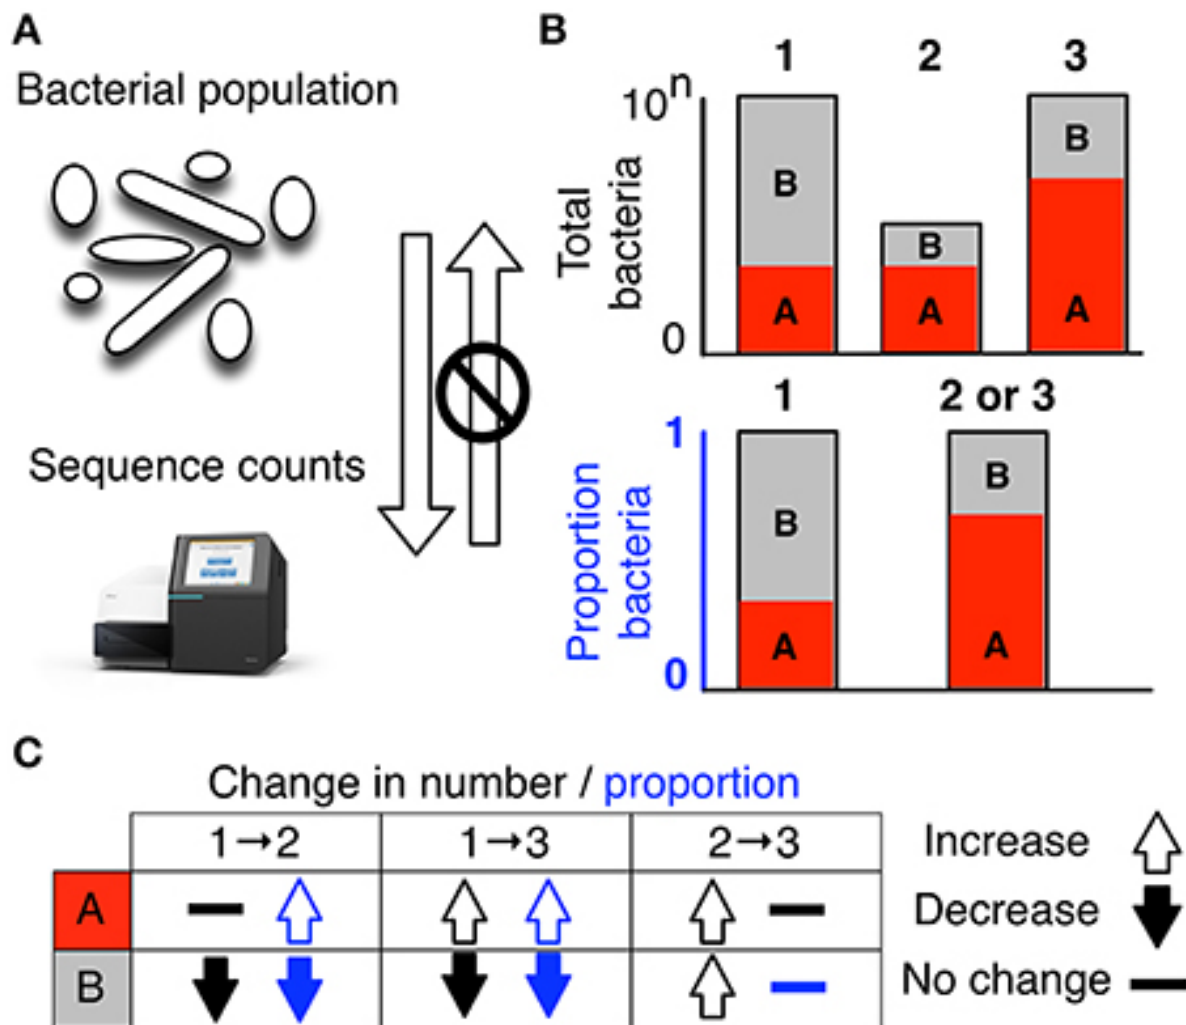 A
Bacterial population
Sequence counts
B
1 2 3
10ⁿ
Total
bacteria
0
B
A
B
A
B
A
1 2 or 3
1
Proportion
bacteria
0
B
A
B
A
C
Change in number / proportion
1→2 1→3 2→3
A
B
Increase
Decrease
No change